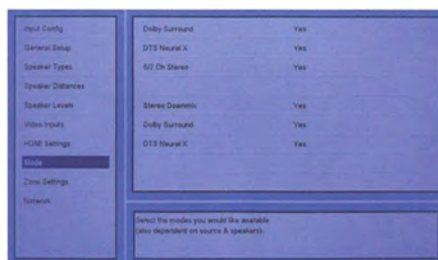 Input Config
General Setup
Speaker Types
Speaker Distances
Speaker Levels
Video Inputs
HDMI Settings
Mode
Zone Settings
Network
Dolby Surround Yes
DTS Neural X Yes
5/7 Ch Stereo Yes
Stereo Downmix Yes
Dolby Surround Yes
DTS Neural X Yes
Select the modes you would like available
(also dependent on source & speakers).